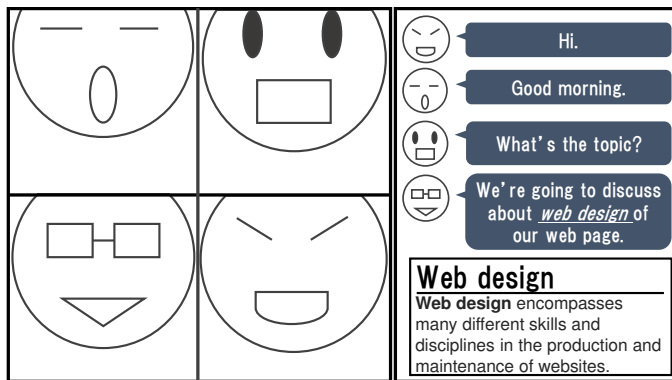 Hi.
Good morning.
What's the topic?
We're going to discuss
about web design of
our web page.
Web design
Web design encompasses
many different skills and
disciplines in the production and
maintenance of websites.